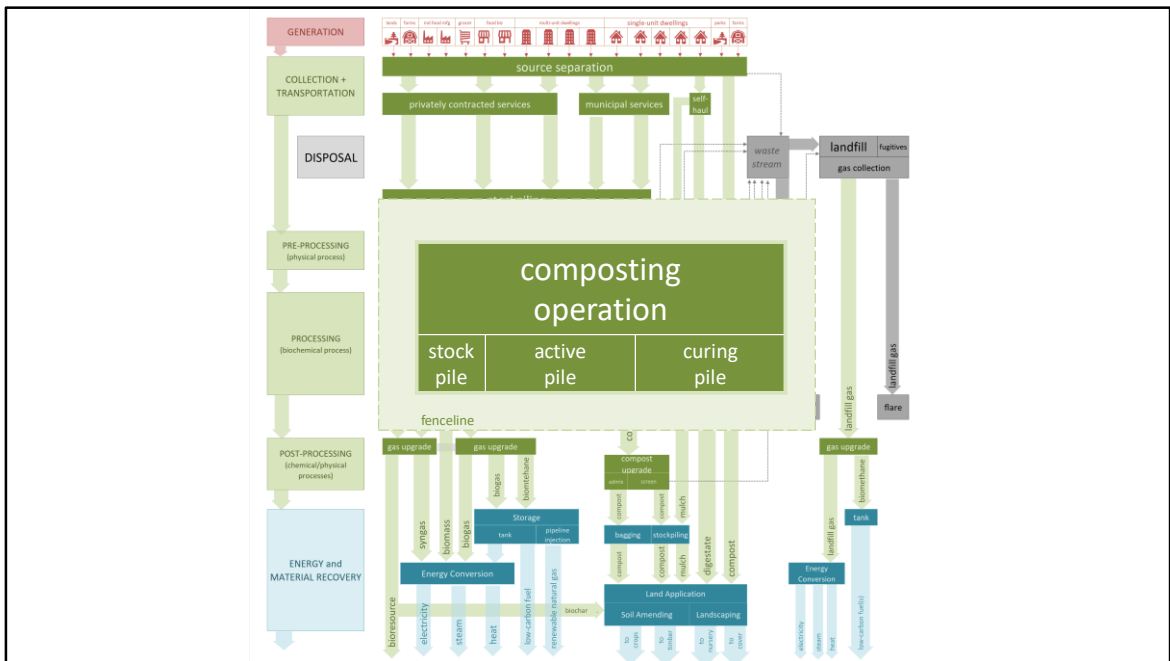 lands farms nat food mfg grocer food biz multi-unit dwellings single-unit dwellings parks farms
GENERATION
source separation
COLLECTION +
TRANSPORTATION
privately contracted services
municipal services
self-
haul
DISPOSAL
waste
stream
landfill
fugitives
gas collection
PRE-PROCESSING
(physical process)
composting
operation
PROCESSING
(biochemical process)
stock
pile
active
pile
curing
pile
landfill gas
landfill gas
flare
fenceline
co
POST-PROCESSING
(chemical/physical
processes)
gas upgrade
gas upgrade
compost upgrade
screen
gas upgrade
syngas
biomass
biogas
biogas
biomtehane
compost
compost
mulch
digestate
compost
landfill gas
biomethane
Storage
tank
pipeline
injection
bagging
stockpiling
tank
compost
compost
mulch
ENERGY and
MATERIAL RECOVERY
Energy Conversion
Energy
Conversion
Land Application
Soil Amending
Landscaping
bioresource
electricity
steam
heat
low-carbon fuel
renewable natural gas
biochar
to
crops
to
timber
to
nursery
to
cover
electricity
steam
heat
low-carbon fuel(s)